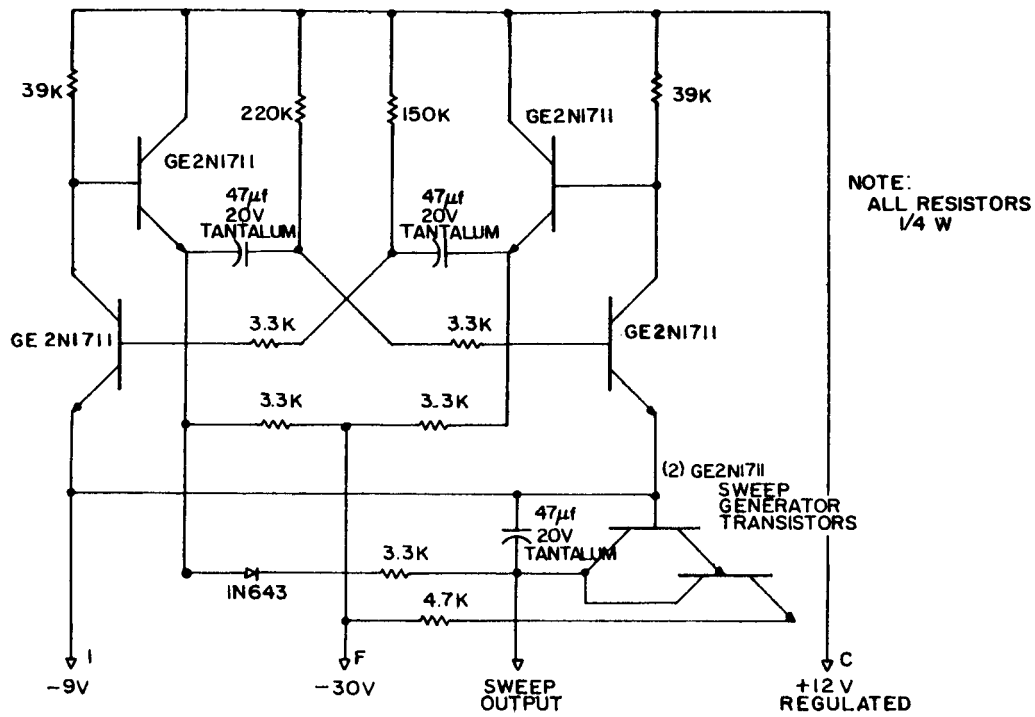 39K
220K
150K
39K
GE2N1711
GE2N1711
47µf
20V
TANTALUM
47µf
20V
TANTALUM
NOTE:
ALL RESISTORS
1/4 W
GE 2N1711
3.3K
3.3K
GE2N1711
3.3K
3.3K
(2) GE2N1711
SWEEP
GENERATOR
TRANSISTORS
47µf
20V
TANTALUM
3.3K
IN643
4.7K
I
F
C
-9V
-30V
SWEEP
OUTPUT
+12 V
REGULATED